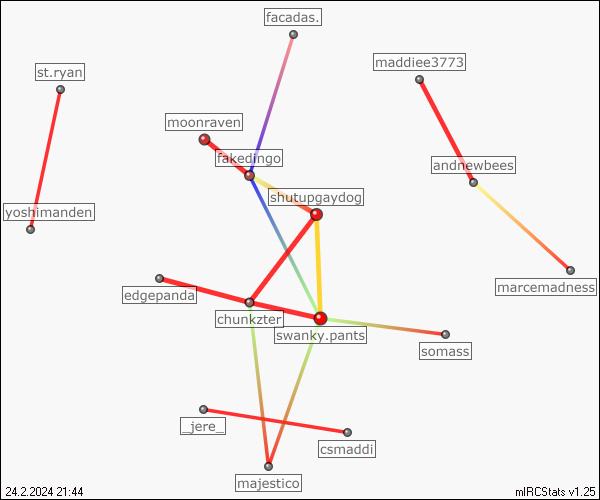 facadas.
maddiee3773
st.ryan
moonraven
fakedingo
andnewbees
shutupgaydog
yoshimanden
marcemadness
edgepanda
chunkzter
swanky.pants
somass
_jere_
csmaddi
majestico
24.2.2024 21:44
mIRCStats v1.25